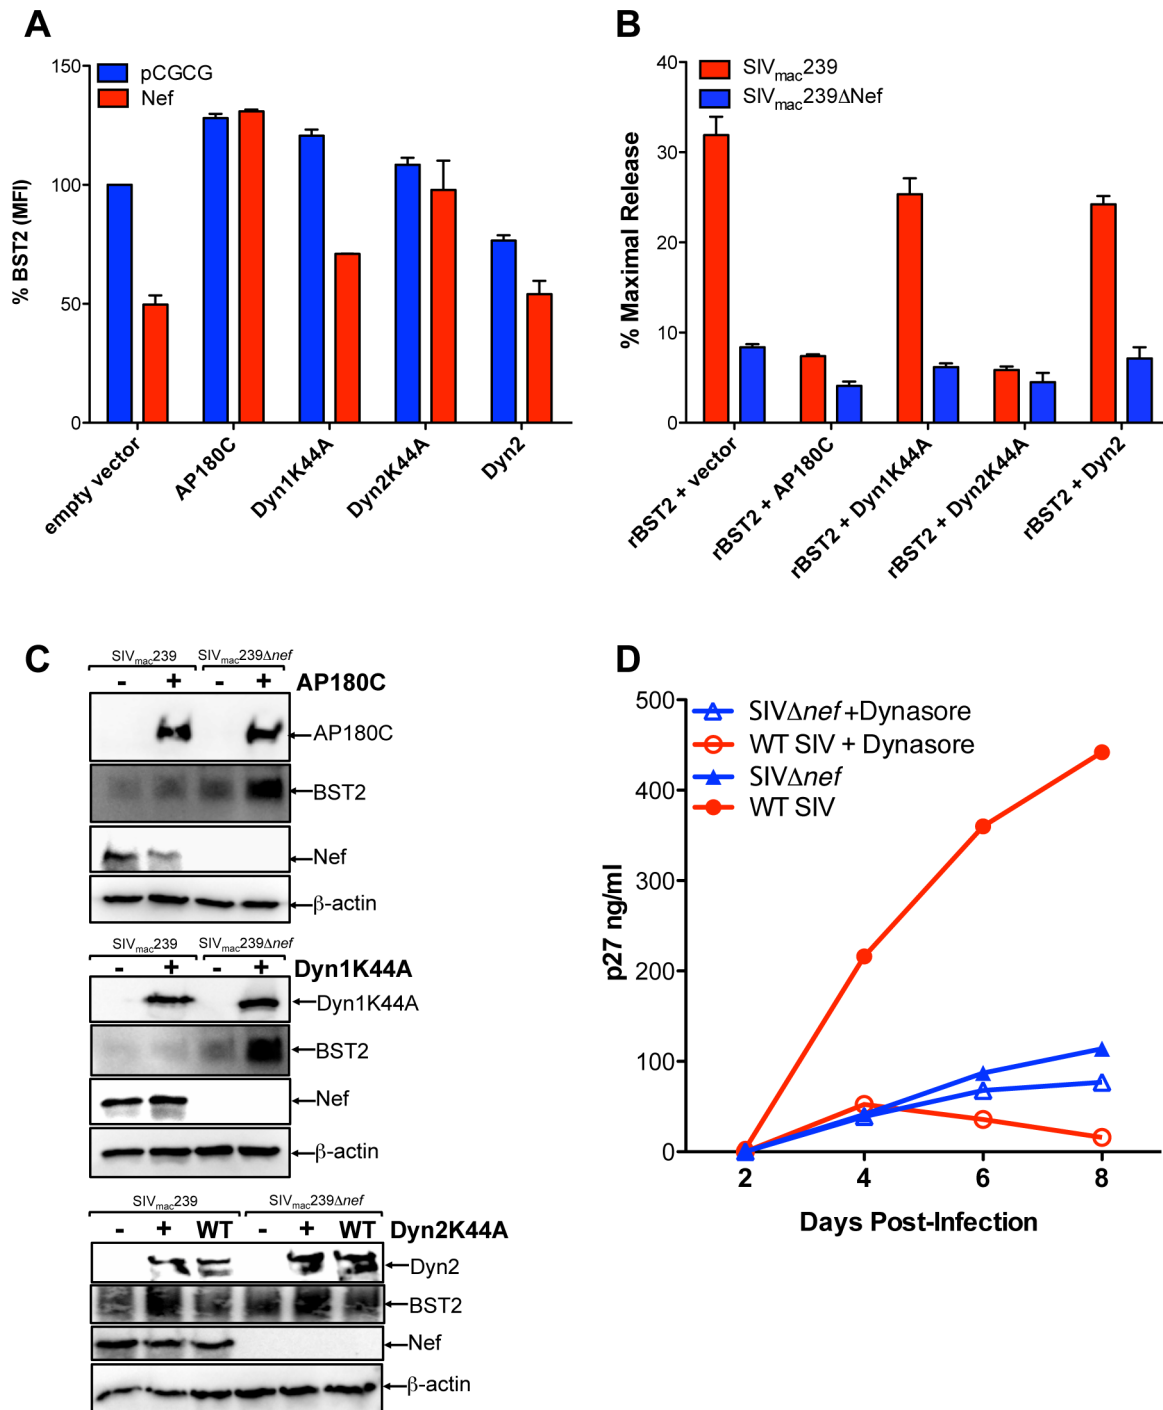 A
150
100
50
0
% BST2 (MFI)
pCGCG
Nef
empty vector
AP180C
Dyn1K44A
Dyn2K44A
Dyn2
B
40
30
20
10
0
% Maximal Release
SIVmac239
SIVmac239ΔNef
rBST2 + vector
rBST2 + AP180C
rBST2 + Dyn1K44A
rBST2 + Dyn2K44A
rBST2 + Dyn2
C
SIVmac239 SIVmac239Δnef
- + - + AP180C
AP180C
BST2
Nef
β-actin
SIVmac239 SIVmac239Δnef
- + - + Dyn1K44A
Dyn1K44A
BST2
Nef
β-actin
SIVmac239 SIVmac239Δnef
- + WT - + WT Dyn2K44A
Dyn2
BST2
Nef
β-actin
D
500
400
300
200
100
0
p27 ng/ml
SIVΔnef+Dynasore
WT SIV + Dynasore
SIVΔnef
WT SIV
2 4 6 8
Days Post-Infection